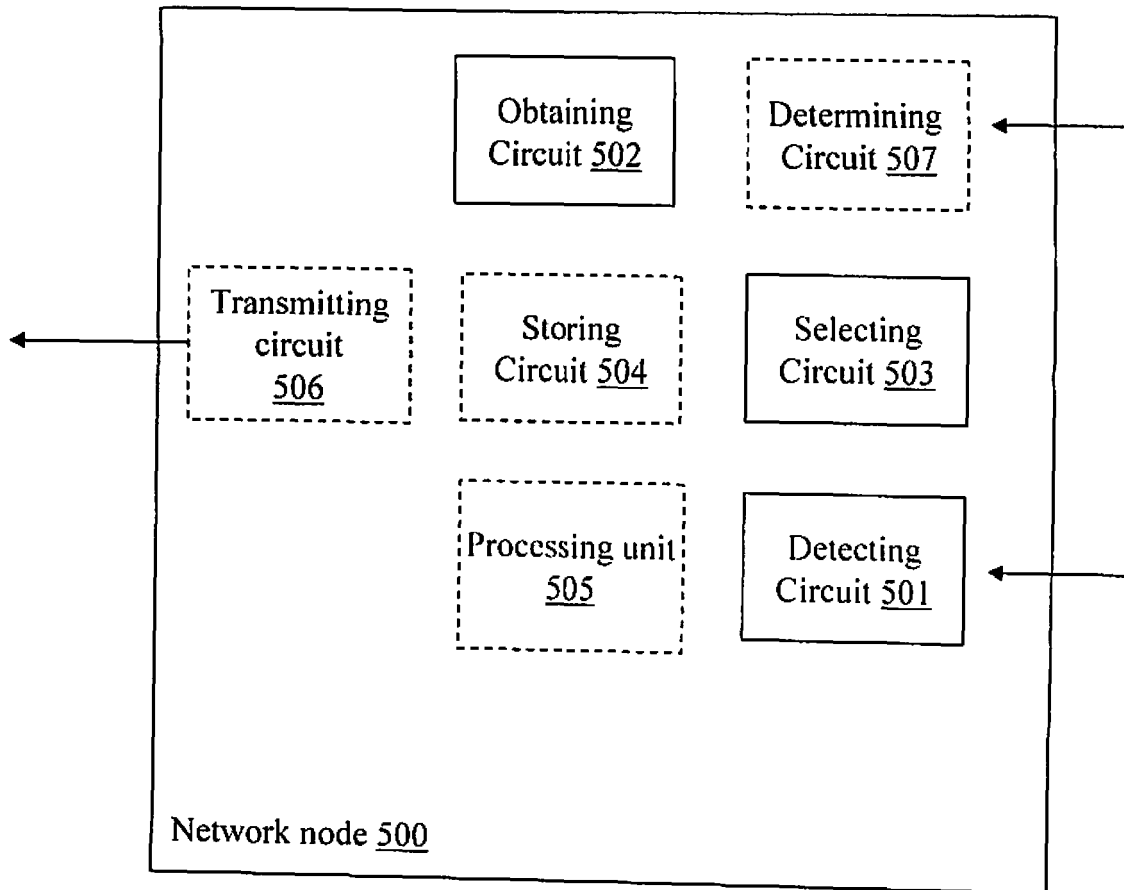 Obtaining
Circuit 502
Determining
Circuit 507
Transmitting
circuit
506
Storing
Circuit 504
Selecting
Circuit 503
Processing unit
505
Detecting
Circuit 501
Network node 500